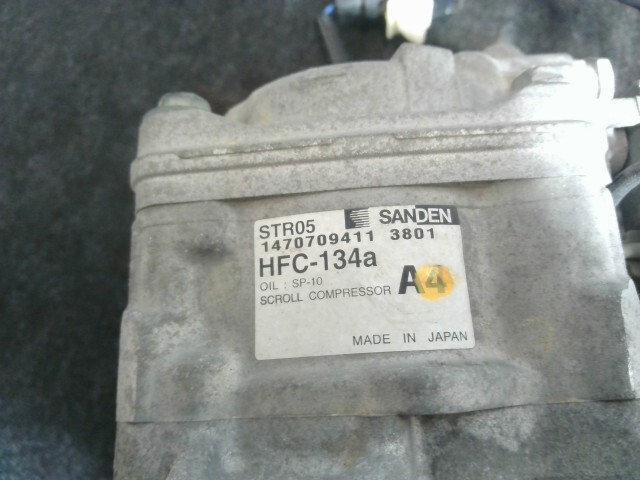 STR05 SANDEN
1470709411 3801
HFC-134a
OIL : SP-10
SCROLL COMPRESSOR A4
MADE IN JAPAN